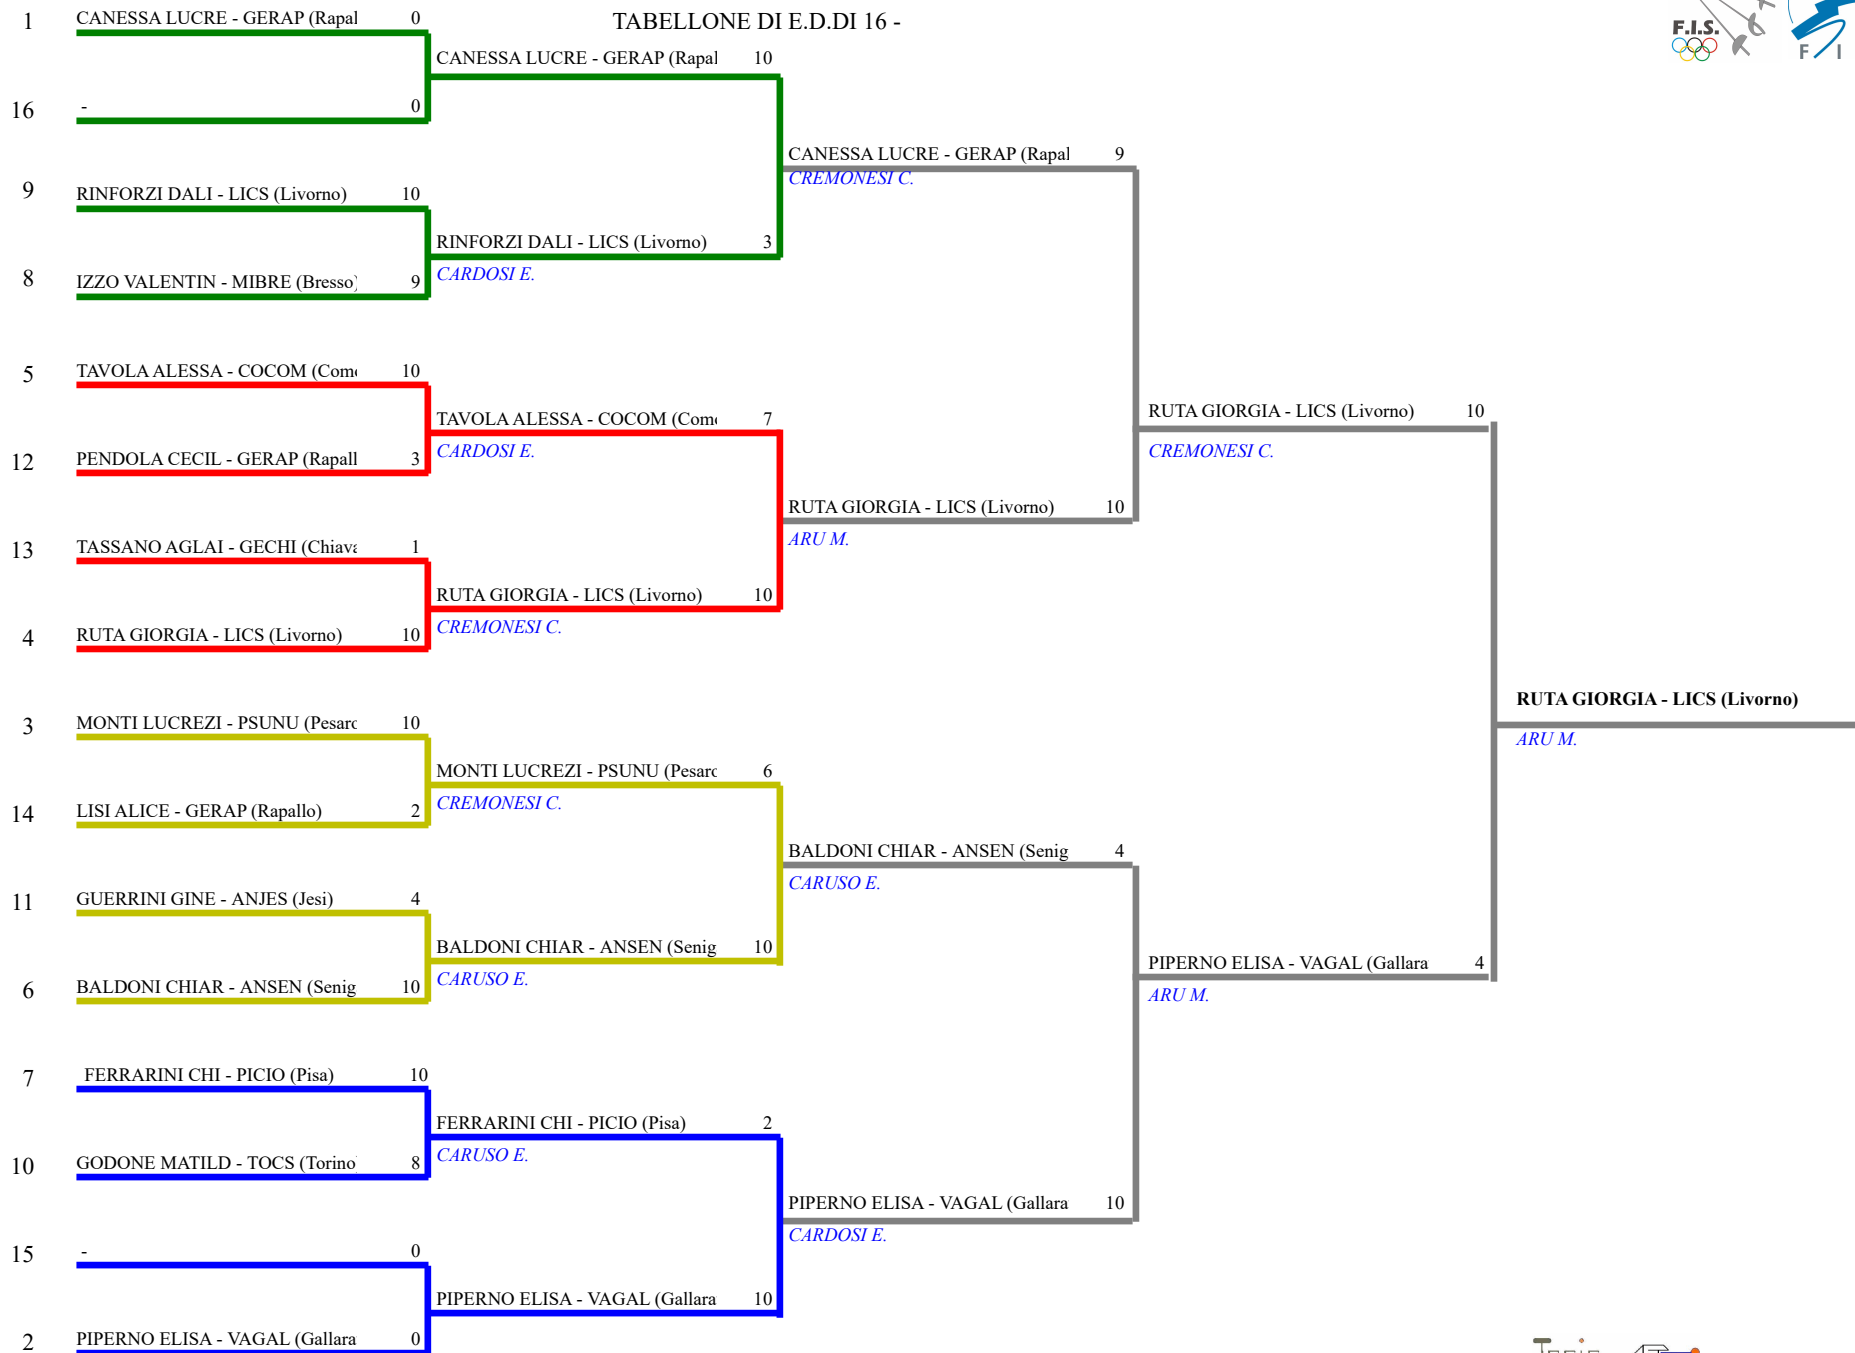 TABELLONE DI E.D.DI 16 -
F.I.S.
F I
1 CANESSA LUCRE - GERAP (Rapal 0
CANESSA LUCRE - GERAP (Rapal 10
16 - 0
CANESSA LUCRE - GERAP (Rapal 9
CREMONESI C.
9 RINFORZI DALI - LICS (Livorno) 10
RINFORZI DALI - LICS (Livorno) 3
CARDOSI E.
8 IZZO VALENTIN - MIBRE (Bresso) 9
5 TAVOLA ALESSA - COCOM (Como 10
TAVOLA ALESSA - COCOM (Como 7
CARDOSI E.
RUTA GIORGIA - LICS (Livorno) 10
CREMONESI C.
12 PENDOLA CECIL - GERAP (Rapall 3
RUTA GIORGIA - LICS (Livorno) 10
ARU M.
13 TASSANO AGLAI - GECHI (Chiava 1
RUTA GIORGIA - LICS (Livorno) 10
CREMONESI C.
4 RUTA GIORGIA - LICS (Livorno) 10
RUTA GIORGIA - LICS (Livorno)
ARU M.
3 MONTI LUCREZI - PSUNU (Pesaro 10
MONTI LUCREZI - PSUNU (Pesaro 6
CREMONESI C.
14 LISI ALICE - GERAP (Rapallo) 2
BALDONI CHIAR - ANSEN (Senig 4
CARUSO E.
11 GUERRINI GINE - ANJES (Jesi) 4
BALDONI CHIAR - ANSEN (Senig 10
CARUSO E.
PIPERNO ELISA - VAGAL (Gallara 4
ARU M.
6 BALDONI CHIAR - ANSEN (Senig 10
7 FERRARINI CHI - PICIO (Pisa) 10
FERRARINI CHI - PICIO (Pisa) 2
CARUSO E.
10 GODONE MATILD - TOCS (Torino) 8
PIPERNO ELISA - VAGAL (Gallara 10
CARDOSI E.
15 - 0
PIPERNO ELISA - VAGAL (Gallara 10
2 PIPERNO ELISA - VAGAL (Gallara 0